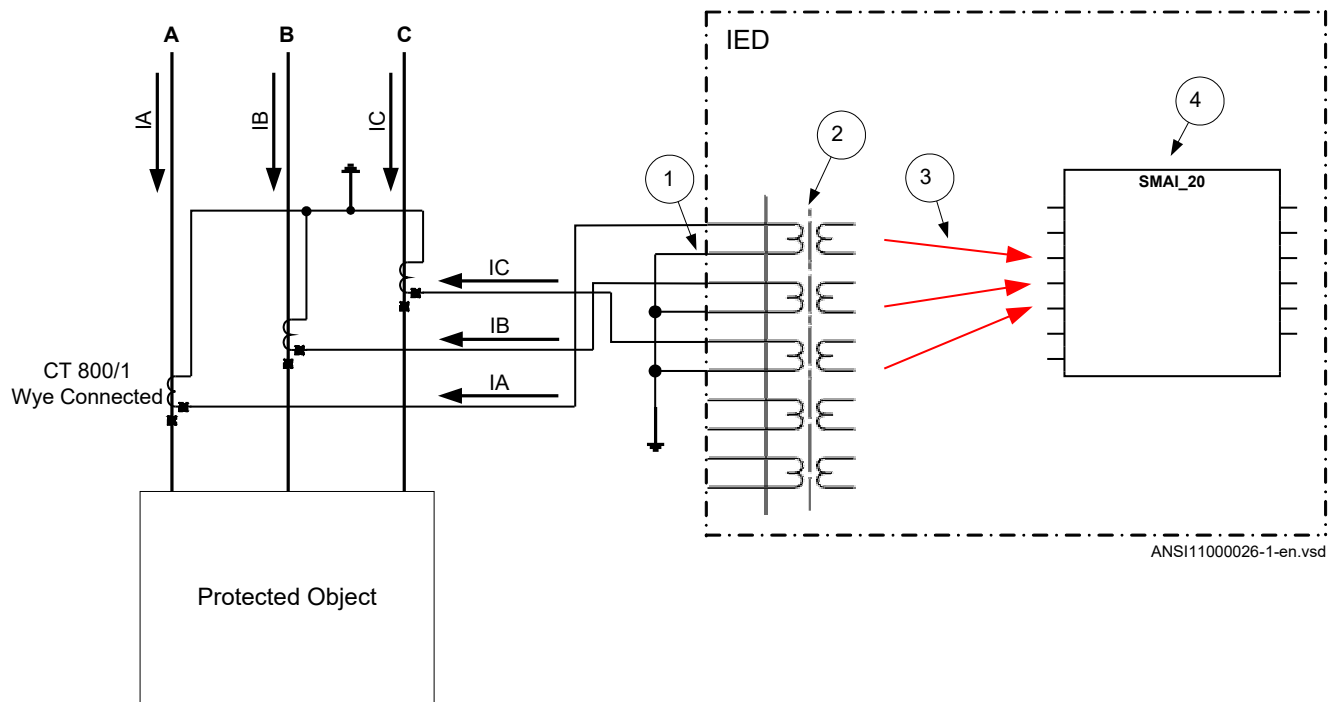 A
B
C
IED
IA
IB
IC
1
2
3
4
SMAI_20
IC
IB
IA
CT 800/1
Wye Connected
Protected Object
ANSI11000026-1-en.vsd